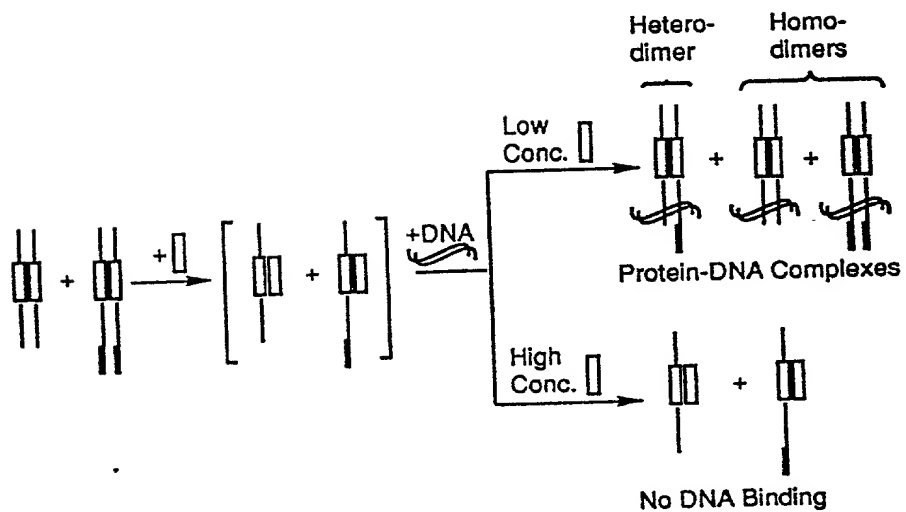 Hetero- Homo-
dimer dimers
Low
Conc.
+ +
+DNA
+ + +
Protein-DNA Complexes
High
Conc.
+
No DNA Binding